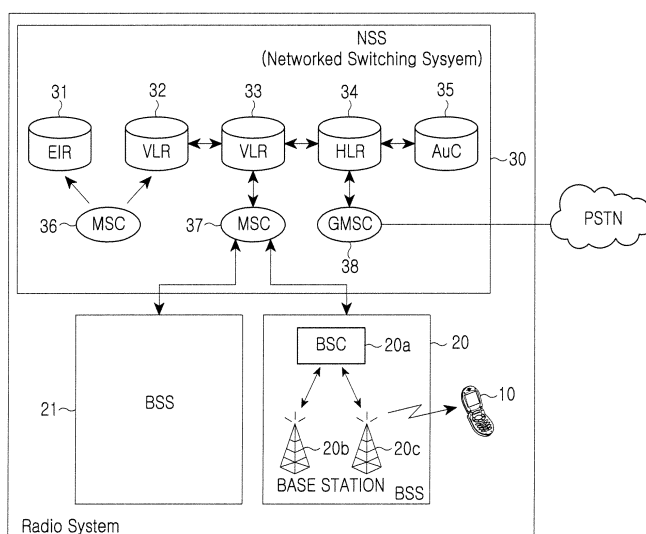 NSS
(Networked Switching Sysyem)
31
32
33
34
35
EIR
VLR
VLR
HLR
AuC
30
36
MSC
37
MSC
GMSC
38
PSTN
BSC
20a
20
21
BSS
10
20b
20c
BASE STATION
BSS
Radio System